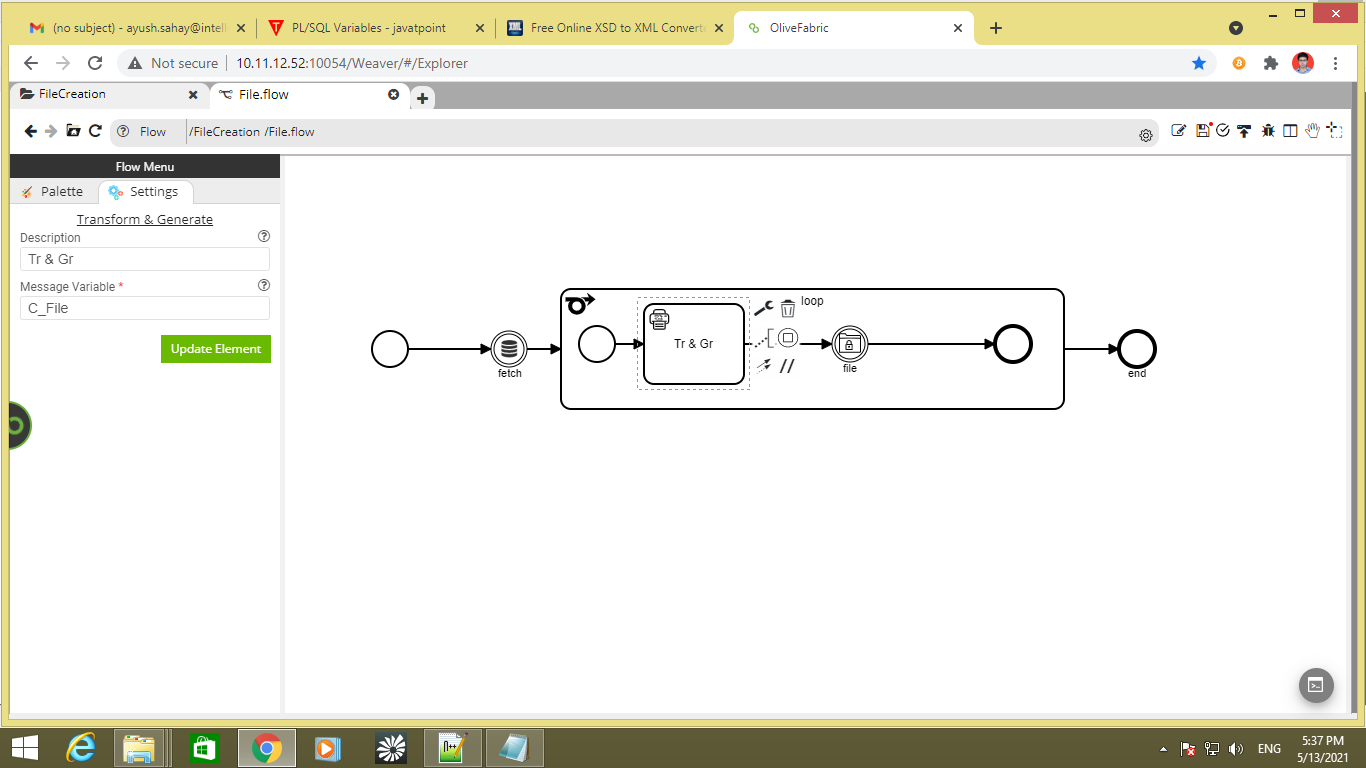 (no subject) - ayush.sahay@intell
PL/SQL Variables - javatpoint
Free Online XSD to XML Converte
OliveFabric
Not secure
10.11.12.52:10054/Weaver/#/Explorer
FileCreation
File.flow
Flow
/FileCreation /File.flow
Flow Menu
Palette
Settings
Transform & Generate
Description
Tr & Gr
Message Variable *
C_File
Update Element
fetch
Tr & Gr
loop
file
end
ENG
5:37 PM
5/13/2021